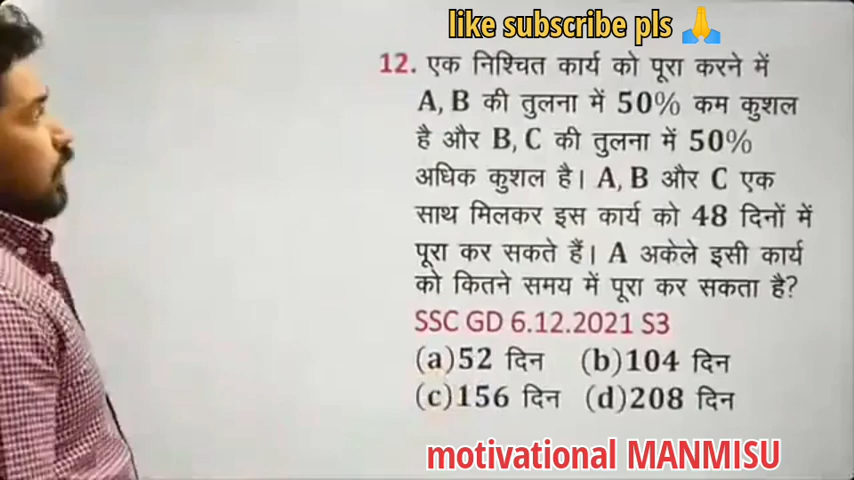 like subscribe pls 🙏
12. एक निश्चित कार्य को पूरा करने में
A, B की तुलना में 50% कम कुशल
है और B, C की तुलना में 50%
अधिक कुशल है। A, B और C एक
साथ मिलकर इस कार्य को 48 दिनों में
पूरा कर सकते हैं। A अकेले इसी कार्य
को कितने समय में पूरा कर सकता है?
SSC GD 6.12.2021 S3
(a)52 दिन (b)104 दिन
(c)156 दिन (d)208 दिन
motivational MANMISU